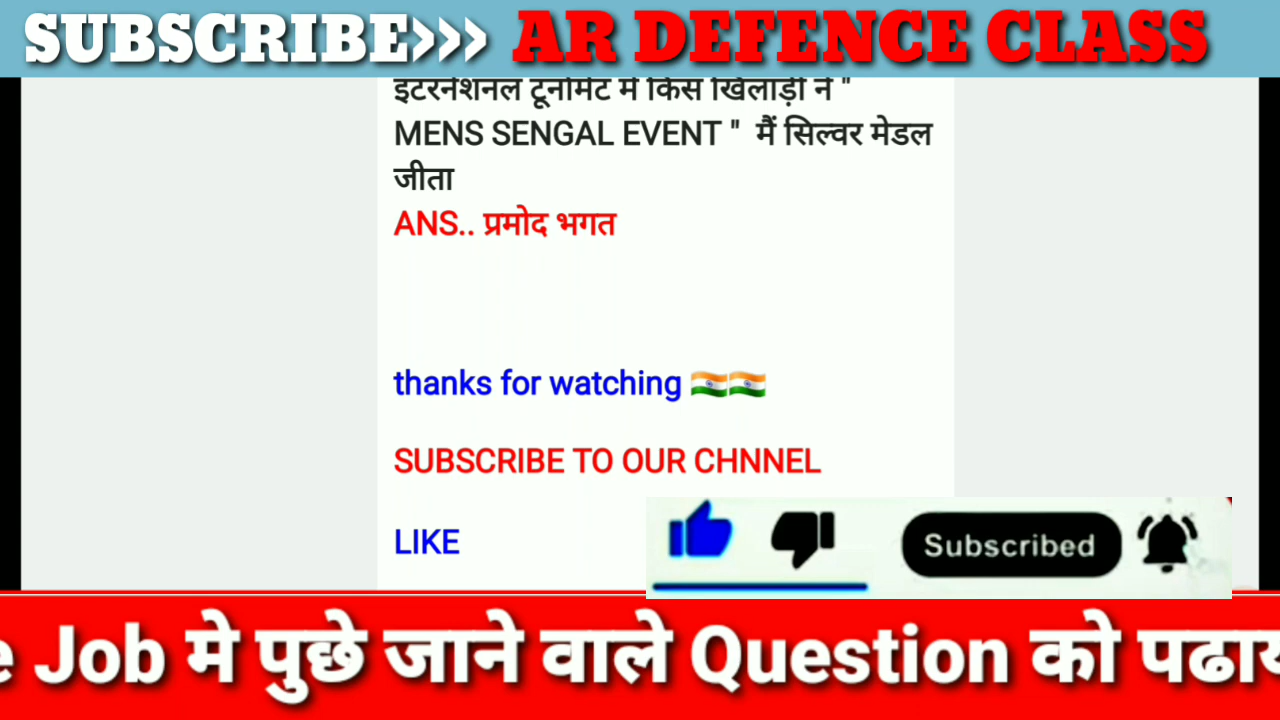 SUBSCRIBE>>> AR DEFENCE CLASS
इंटरनेशनल टूर्नामेंट में किस खिलाड़ी ने "
MENS SENGAL EVENT " मैं सिल्वर मेडल
जीता
ANS.. प्रमोद भगत
thanks for watching 🇮🇳🇮🇳
SUBSCRIBE TO OUR CHNNEL
LIKE
Subscribed
e Job मे पुछे जाने वाले Question को पढाय